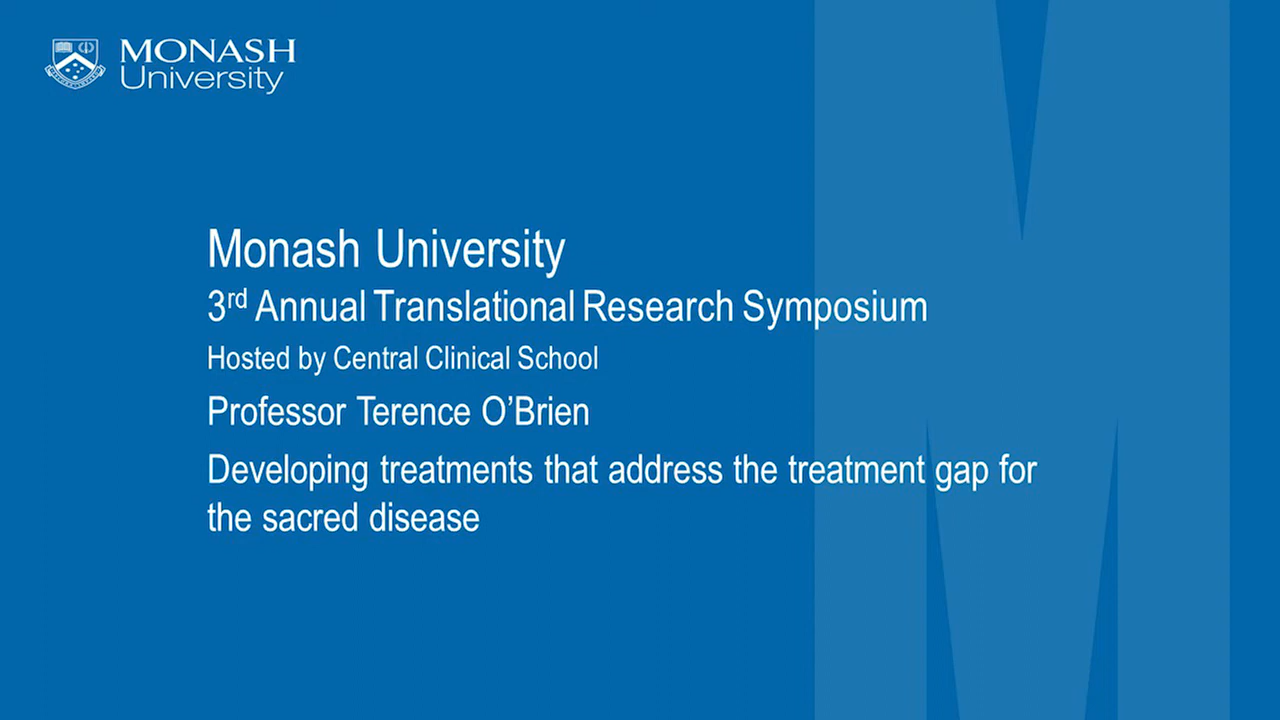 MONASH
University
Monash University
3rd Annual Translational Research Symposium
Hosted by Central Clinical School
Professor Terence O’Brien
Developing treatments that address the treatment gap for
the sacred disease